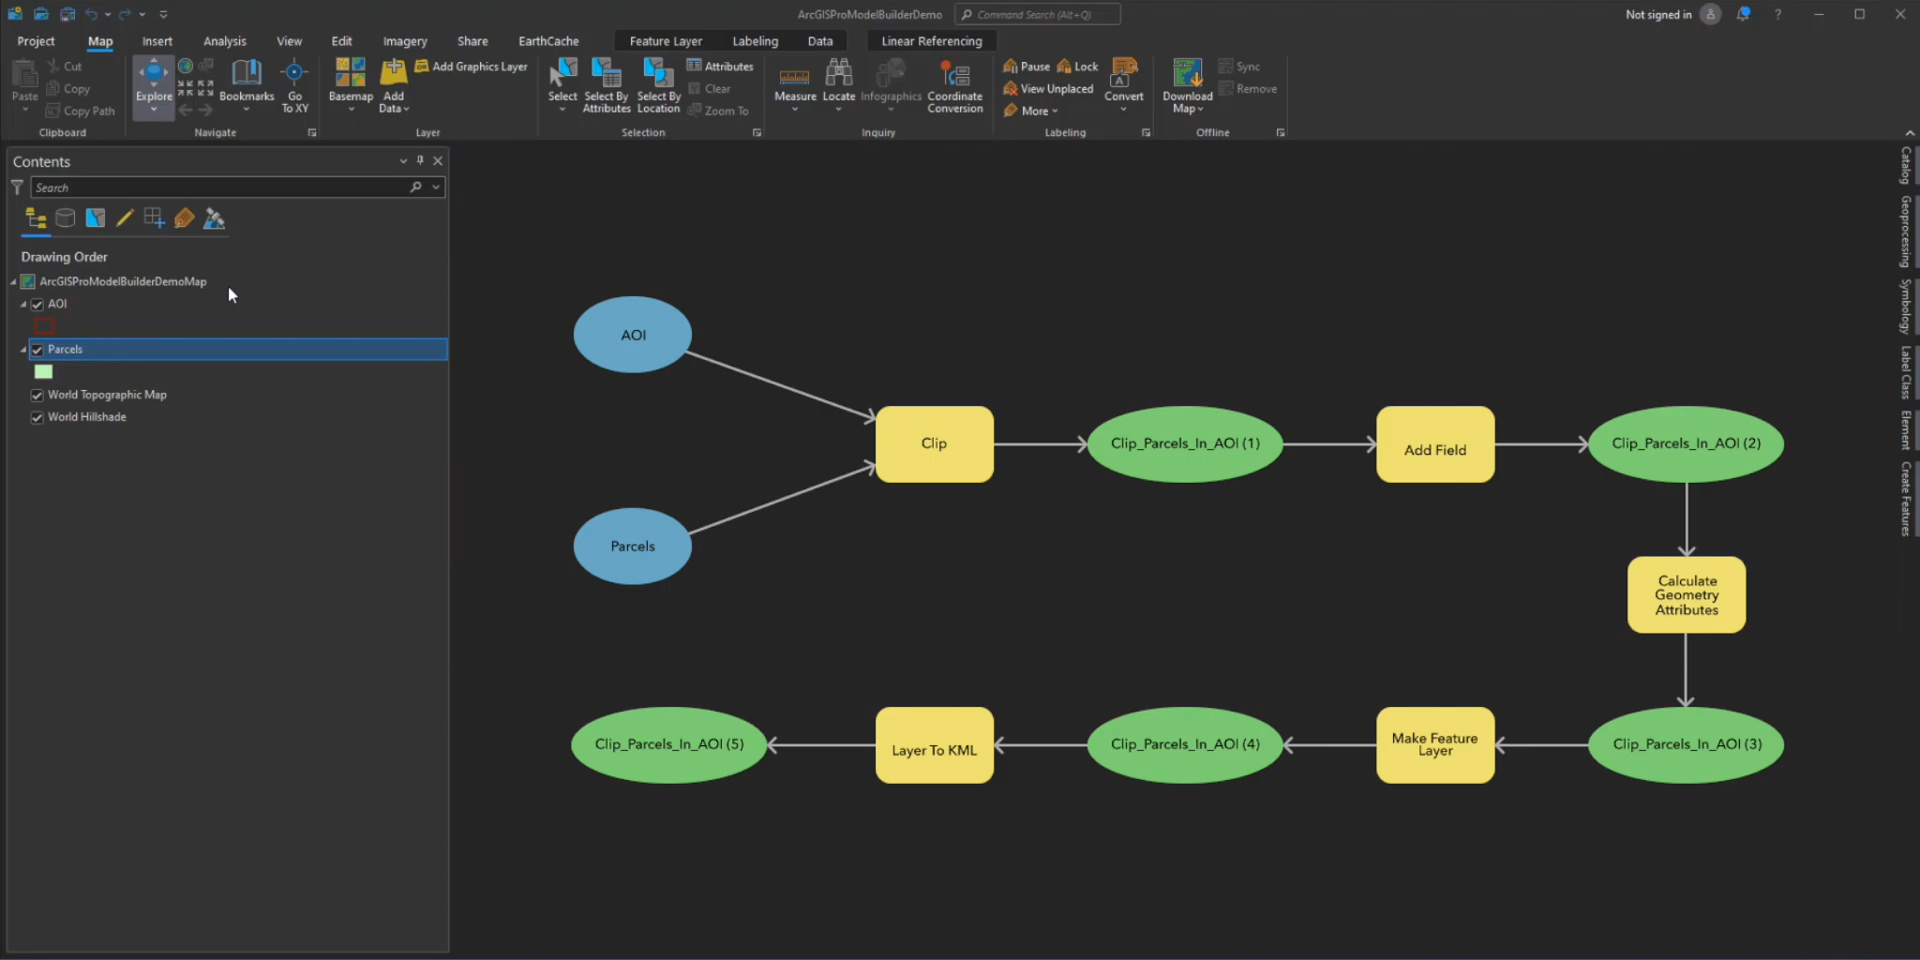 ArcGISProModelBuilderDemo
Command Search (Alt+Q)
Not signed in
?
Project Map Insert Analysis View Edit Imagery Share EarthCache Feature Layer Labeling Data Linear Referencing
Paste
Cut
Copy
Copy Path
Clipboard
Explore
Bookmarks
Go
To XY
Navigate
Basemap
Add
Data
Add Graphics Layer
Layer
Select
Select By
Attributes
Select By
Location
Attributes
Clear
Zoom To
Selection
Measure
Locate
Infographics
Coordinate
Conversion
Inquiry
Pause
Lock
View Unplaced
More
A
Convert
Labeling
Download
Map
Sync
Remove
Offline
Contents
Search
Drawing Order
ArcGISProModelBuilderDemoMap
AOI
Parcels
World Topographic Map
World Hillshade
AOI
Parcels
Clip
Clip_Parcels_In_AOI (1)
Add Field
Clip_Parcels_In_AOI (2)
Calculate
Geometry
Attributes
Clip_Parcels_In_AOI (3)
Make Feature
Layer
Clip_Parcels_In_AOI (4)
Layer To KML
Clip_Parcels_In_AOI (5)
Catalog
Geoprocessing
Symbology
Label Class
Element
Create Features